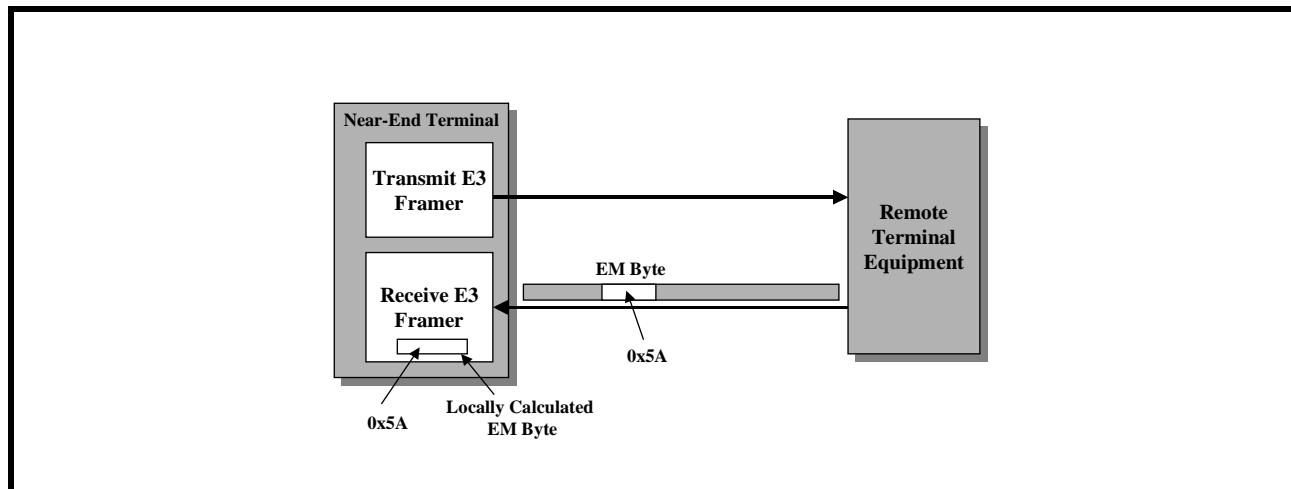 Near-End Terminal
Transmit E3
Framer
Remote
Terminal
Equipment
EM Byte
Receive E3
Framer
0x5A
Locally Calculated
EM Byte
0x5A